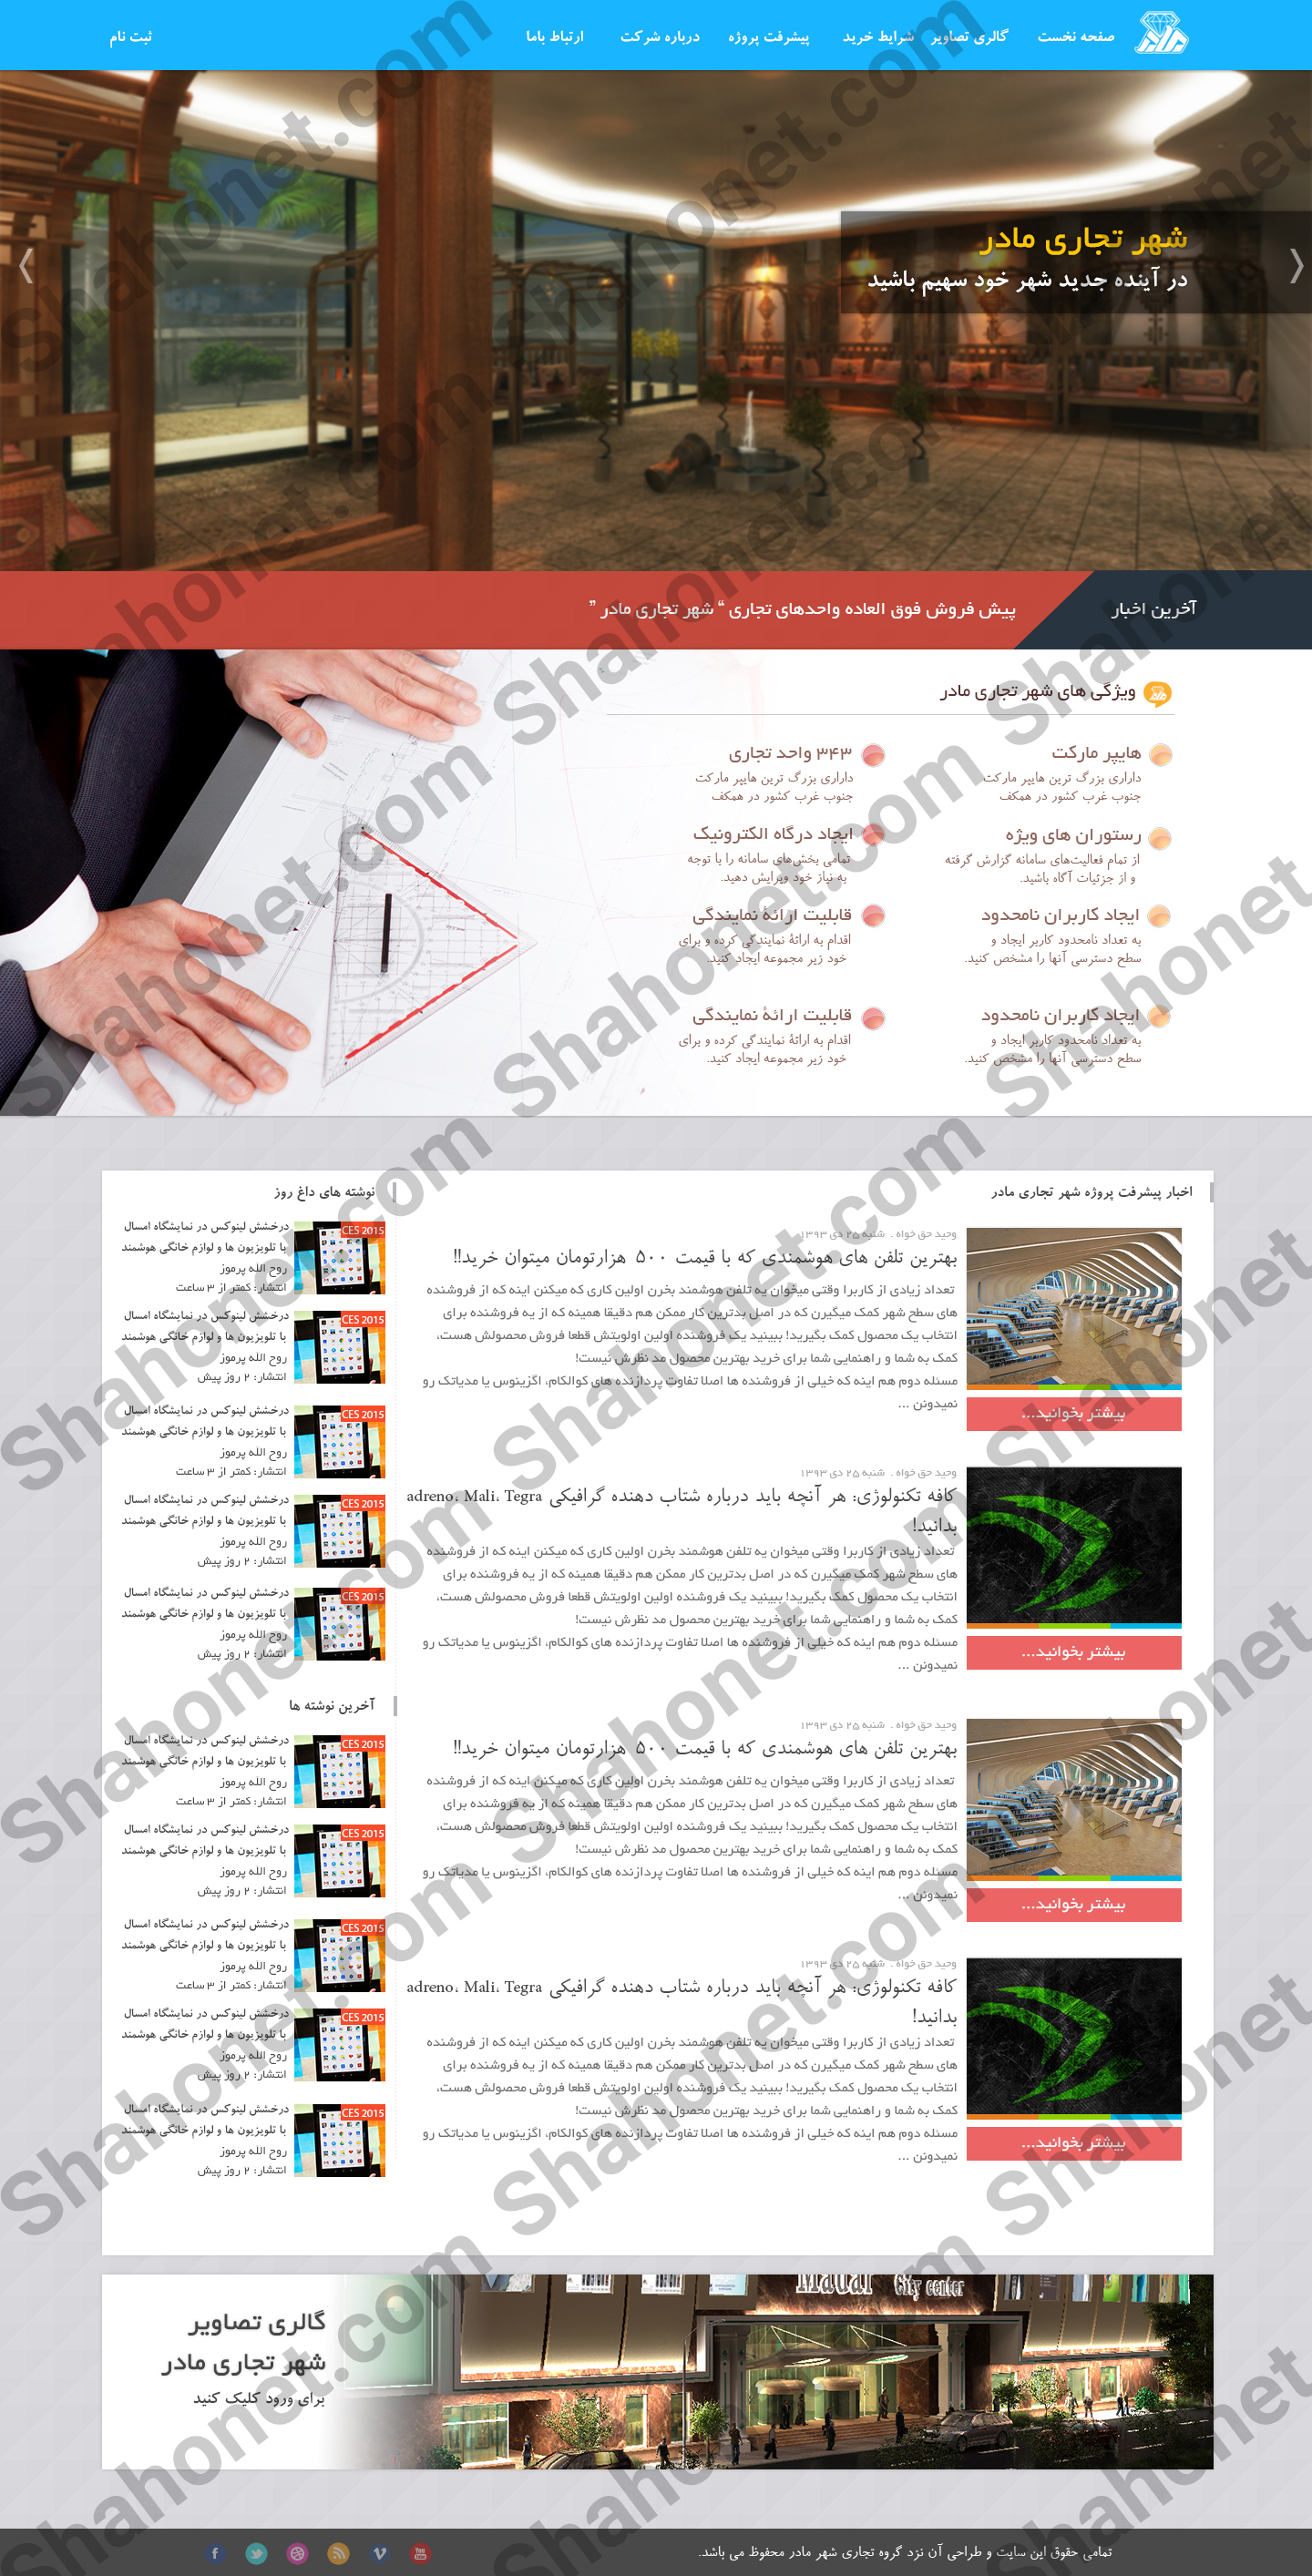 صفحه نخست
گالری تصاویر
شرایط خرید
پیشرفت پروژه
درباره شرکت
ارتباط باما
ثبت نام
شهر تجاری مادر
در آینده جدید شهر خود سهیم باشید
آخرین اخبار
پیش فروش فوق العاده واحدهای تجاری “ شهر تجاری مادر ”
ویژگی های شهر تجاری مادر
هایپر مارکت
داراری بزرگ ترین هایپر مارکت
جنوب غرب کشور در همکف
۳۴۳ واحد تجاری
داراری بزرگ ترین هایپر مارکت
جنوب غرب کشور در همکف
رستوران های ویژه
از تمام فعالیت‌های سامانه گزارش گرفته
و از جزئیات آگاه باشید.
ایجاد درگاه الکترونیک
تمامی بخش‌های سامانه را با توجه
به نیاز خود ویرایش دهید.
ایجاد کاربران نامحدود
به تعداد نامحدود کاربر ایجاد و
سطح دسترسی آنها را مشخص کنید.
قابلیت ارائهٔ نمایندگی
اقدام به ارائهٔ نمایندگی کرده و برای
خود زیر مجموعه ایجاد کنید.
ایجاد کاربران نامحدود
به تعداد نامحدود کاربر ایجاد و
سطح دسترسی آنها را مشخص کنید.
قابلیت ارائهٔ نمایندگی
اقدام به ارائهٔ نمایندگی کرده و برای
خود زیر مجموعه ایجاد کنید.
اخبار پیشرفت پروژه شهر تجاری مادر
وحید حق خواه . شنبه ۲۵ دی ۱۳۹۳
بهترین تلفن های هوشمندی که با قیمت ۵۰۰ هزارتومان میتوان خرید!!
تعداد زیادی از کاربرا وقتی میخوان یه تلفن هوشمند بخرن اولین کاری که میکنن اینه که از فروشنده
های سطح شهر کمک میگیرن که در اصل بدترین کار ممکن هم دقیقا همینه که از یه فروشنده برای
انتخاب یک محصول کمک بگیرید! ببینید یک فروشنده اولین اولویتش قطعا فروش محصولش هست،
کمک به شما و راهنمایی شما برای خرید بهترین محصول مد نظرش نیست!
مسئله دوم هم اینه که خیلی از فروشنده ها اصلا تفاوت پردازنده های کوالکام، اگزینوس یا مدیاتک رو
نمیدونن ...
بیشتر بخوانید...
وحید حق خواه . شنبه ۲۵ دی ۱۳۹۳
کافه تکنولوژی: هر آنچه باید درباره شتاب دهنده گرافیکی adreno، Mali، Tegra
بدانید!
تعداد زیادی از کاربرا وقتی میخوان یه تلفن هوشمند بخرن اولین کاری که میکنن اینه که از فروشنده
های سطح شهر کمک میگیرن که در اصل بدترین کار ممکن هم دقیقا همینه که از یه فروشنده برای
انتخاب یک محصول کمک بگیرید! ببینید یک فروشنده اولین اولویتش قطعا فروش محصولش هست،
کمک به شما و راهنمایی شما برای خرید بهترین محصول مد نظرش نیست!
مسئله دوم هم اینه که خیلی از فروشنده ها اصلا تفاوت پردازنده های کوالکام، اگزینوس یا مدیاتک رو
نمیدونن ...
بیشتر بخوانید...
وحید حق خواه . شنبه ۲۵ دی ۱۳۹۳
بهترین تلفن های هوشمندی که با قیمت ۵۰۰ هزارتومان میتوان خرید!!
تعداد زیادی از کاربرا وقتی میخوان یه تلفن هوشمند بخرن اولین کاری که میکنن اینه که از فروشنده
های سطح شهر کمک میگیرن که در اصل بدترین کار ممکن هم دقیقا همینه که از یه فروشنده برای
انتخاب یک محصول کمک بگیرید! ببینید یک فروشنده اولین اولویتش قطعا فروش محصولش هست،
کمک به شما و راهنمایی شما برای خرید بهترین محصول مد نظرش نیست!
مسئله دوم هم اینه که خیلی از فروشنده ها اصلا تفاوت پردازنده های کوالکام، اگزینوس یا مدیاتک رو
نمیدونن ...
بیشتر بخوانید...
وحید حق خواه . شنبه ۲۵ دی ۱۳۹۳
کافه تکنولوژی: هر آنچه باید درباره شتاب دهنده گرافیکی adreno، Mali، Tegra
بدانید!
تعداد زیادی از کاربرا وقتی میخوان یه تلفن هوشمند بخرن اولین کاری که میکنن اینه که از فروشنده
های سطح شهر کمک میگیرن که در اصل بدترین کار ممکن هم دقیقا همینه که از یه فروشنده برای
انتخاب یک محصول کمک بگیرید! ببینید یک فروشنده اولین اولویتش قطعا فروش محصولش هست،
کمک به شما و راهنمایی شما برای خرید بهترین محصول مد نظرش نیست!
مسئله دوم هم اینه که خیلی از فروشنده ها اصلا تفاوت پردازنده های کوالکام، اگزینوس یا مدیاتک رو
نمیدونن ...
بیشتر بخوانید...
نوشته های داغ روز
CES 2015
درخشش لینوکس در نمایشگاه امسال
با تلویزیون ها و لوازم خانگی هوشمند
روح الله پرموز
انتشار: کمتر از ۳ ساعت
CES 2015
درخشش لینوکس در نمایشگاه امسال
با تلویزیون ها و لوازم خانگی هوشمند
روح الله پرموز
انتشار: ۲ روز پیش
CES 2015
درخشش لینوکس در نمایشگاه امسال
با تلویزیون ها و لوازم خانگی هوشمند
روح الله پرموز
انتشار: کمتر از ۳ ساعت
CES 2015
درخشش لینوکس در نمایشگاه امسال
با تلویزیون ها و لوازم خانگی هوشمند
روح الله پرموز
انتشار: ۲ روز پیش
CES 2015
درخشش لینوکس در نمایشگاه امسال
با تلویزیون ها و لوازم خانگی هوشمند
روح الله پرموز
انتشار: ۲ روز پیش
آخرین نوشته ها
CES 2015
درخشش لینوکس در نمایشگاه امسال
با تلویزیون ها و لوازم خانگی هوشمند
روح الله پرموز
انتشار: کمتر از ۳ ساعت
CES 2015
درخشش لینوکس در نمایشگاه امسال
با تلویزیون ها و لوازم خانگی هوشمند
روح الله پرموز
انتشار: ۲ روز پیش
CES 2015
درخشش لینوکس در نمایشگاه امسال
با تلویزیون ها و لوازم خانگی هوشمند
روح الله پرموز
انتشار: کمتر از ۳ ساعت
CES 2015
درخشش لینوکس در نمایشگاه امسال
با تلویزیون ها و لوازم خانگی هوشمند
روح الله پرموز
انتشار: ۲ روز پیش
CES 2015
درخشش لینوکس در نمایشگاه امسال
با تلویزیون ها و لوازم خانگی هوشمند
روح الله پرموز
انتشار: ۲ روز پیش
Madar City center
گالری تصاویر
شهر تجاری مادر
برای ورود کلیک کنید
تمامی حقوق این سایت و طراحی آن نزد گروه تجاری شهر مادر محفوظ می باشد.
You Tube
Shahonet.com